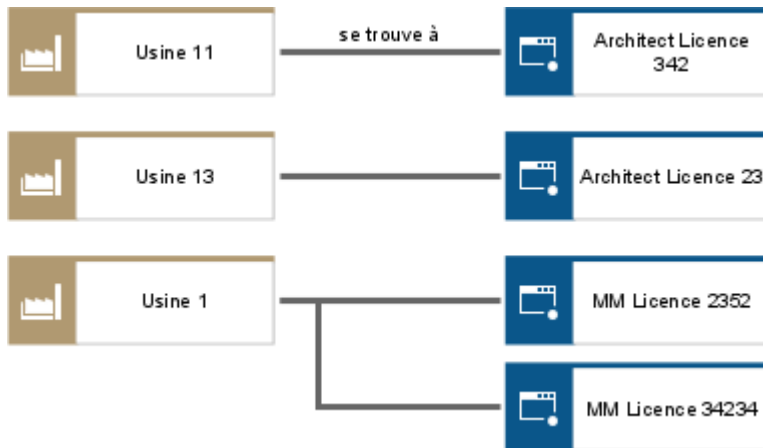 Usine 11
se trouve à
Architect Licence
342
Usine 13
Architect Licence 23
Usine 1
MM Licence 2352
MM Licence 34234